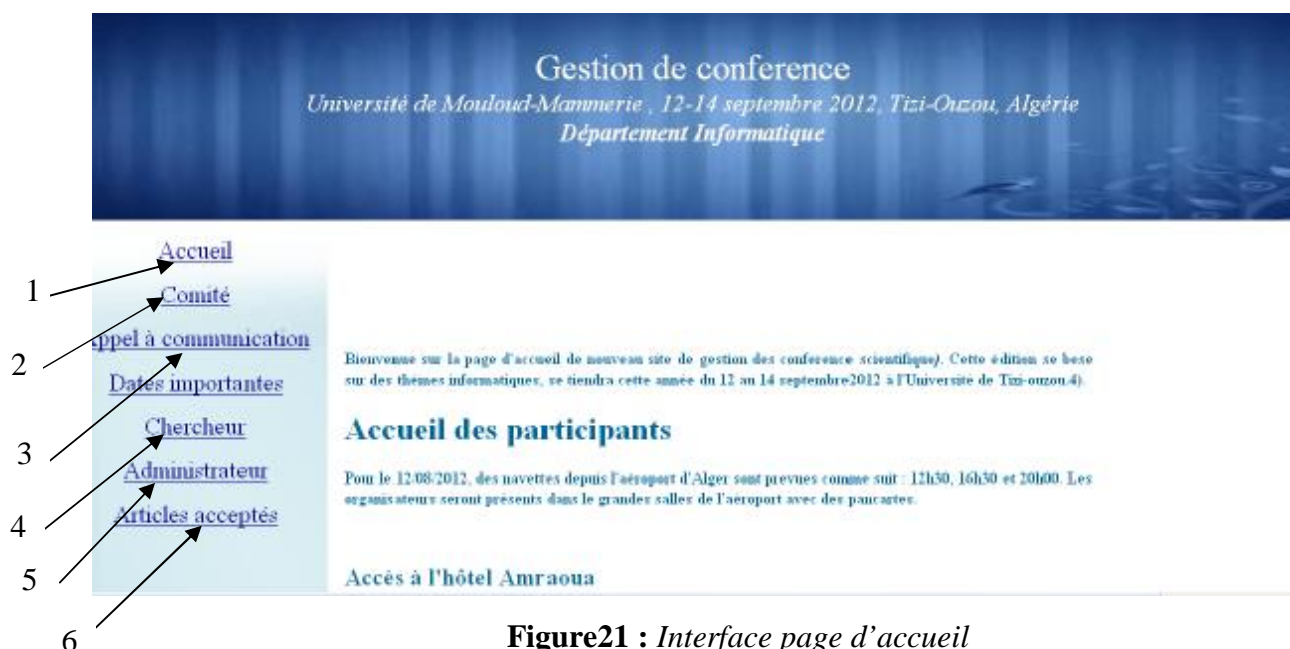 Gestion de conference
Université de Mouloud-Mammerie , 12-14 septembre 2012, Tizi-Ouzou, Algérie
Département Informatique
Accueil
1
Comité
2
ppel à communication
Dates importantes
3
Chercheur
4
Administrateur
5
Articles acceptés
6
Bienvenue sur la page d'accueil de nouveau site de gestion des conference scientifique). Cette édition se bese
sur des thèmes informatiques, se tiendra cette année du 12 au 14 septembre2012 à l'Université de Tizi-ouzou.4).
Accueil des participants
Pour le 12/08/2012, des navettes depuis l'aéroport d'Alger sont prevues comme suit : 12h30, 16h30 et 20h00. Les
organisateurs seront présents dans le grandes salles de l'aéroport avec des pancartes.
Accès à l'hôtel Amraoua
Figure21 : Interface page d'accueil